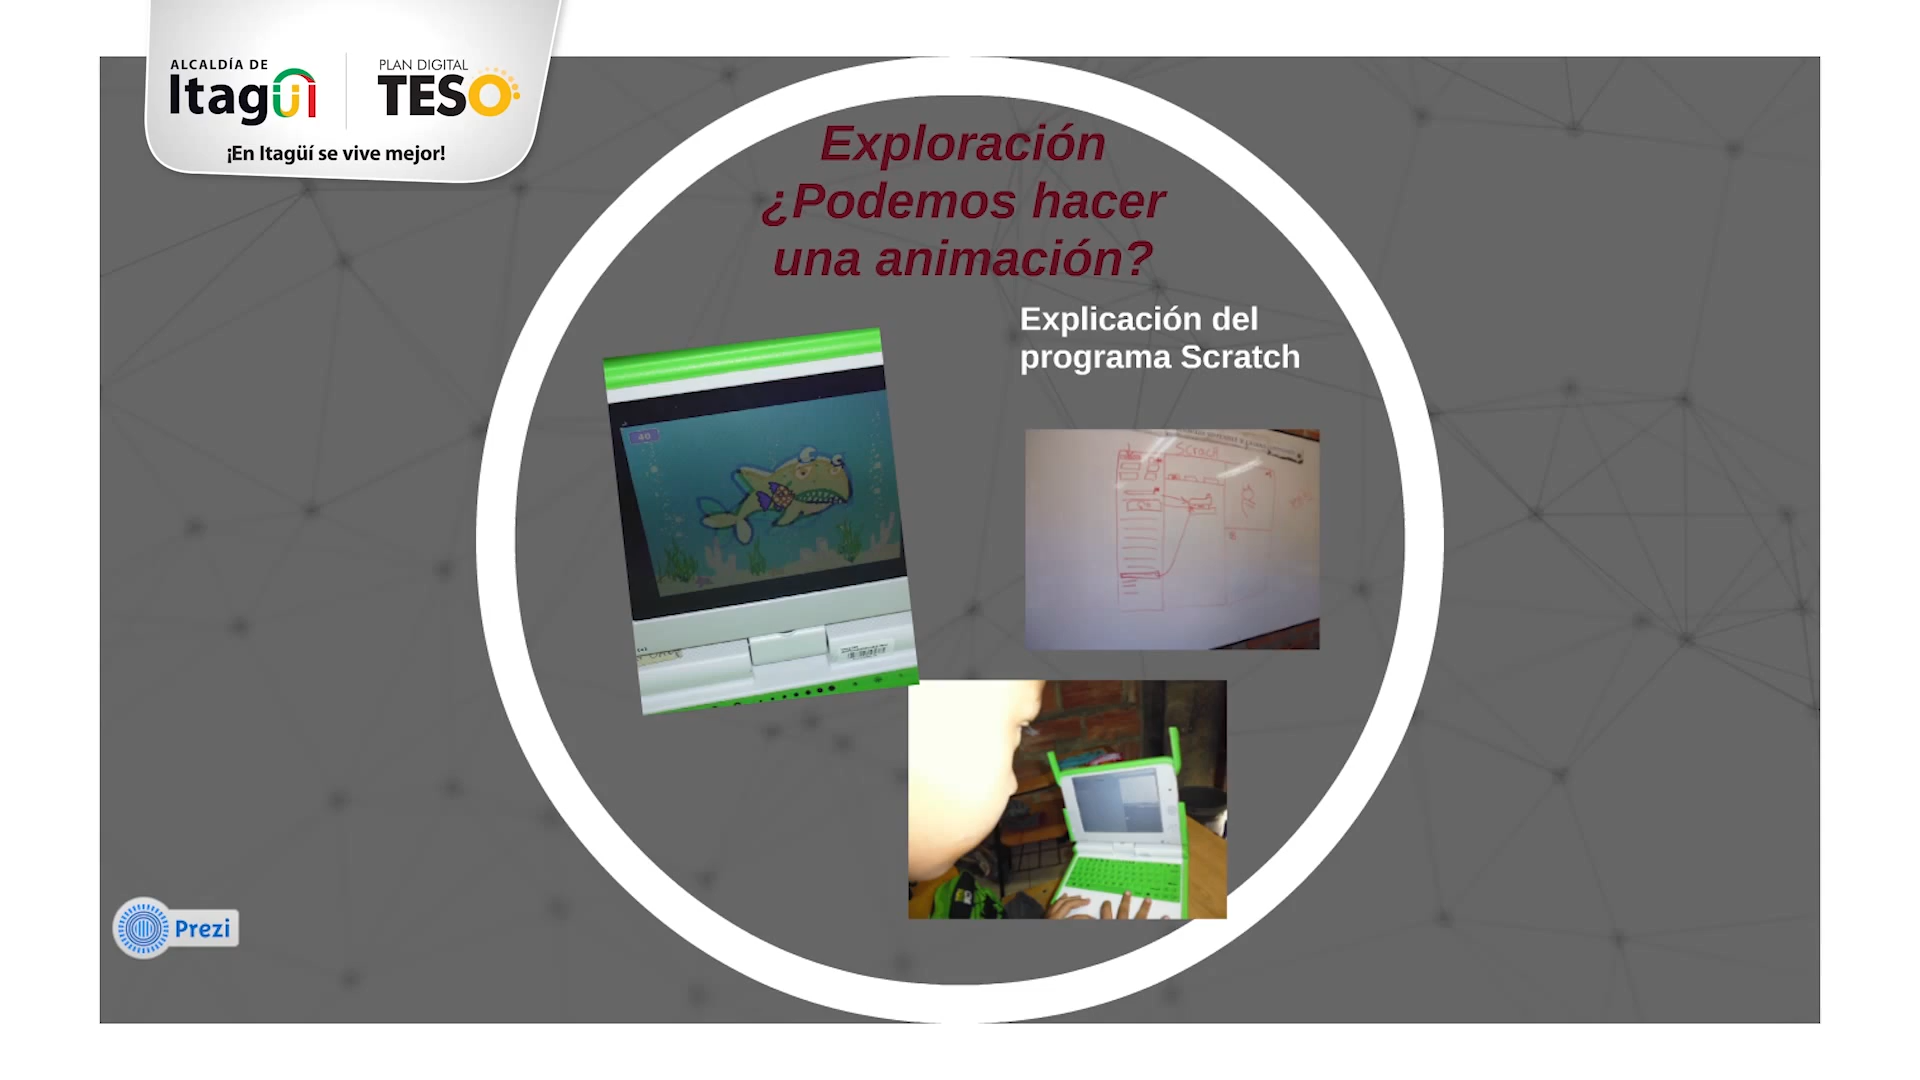 ALCALDÍA DE
Itagüí
PLAN DIGITAL
TESO
¡En Itagüí se vive mejor!
Exploración
¿Podemos hacer
una animación?
Explicación del
programa Scratch
40
Prezi